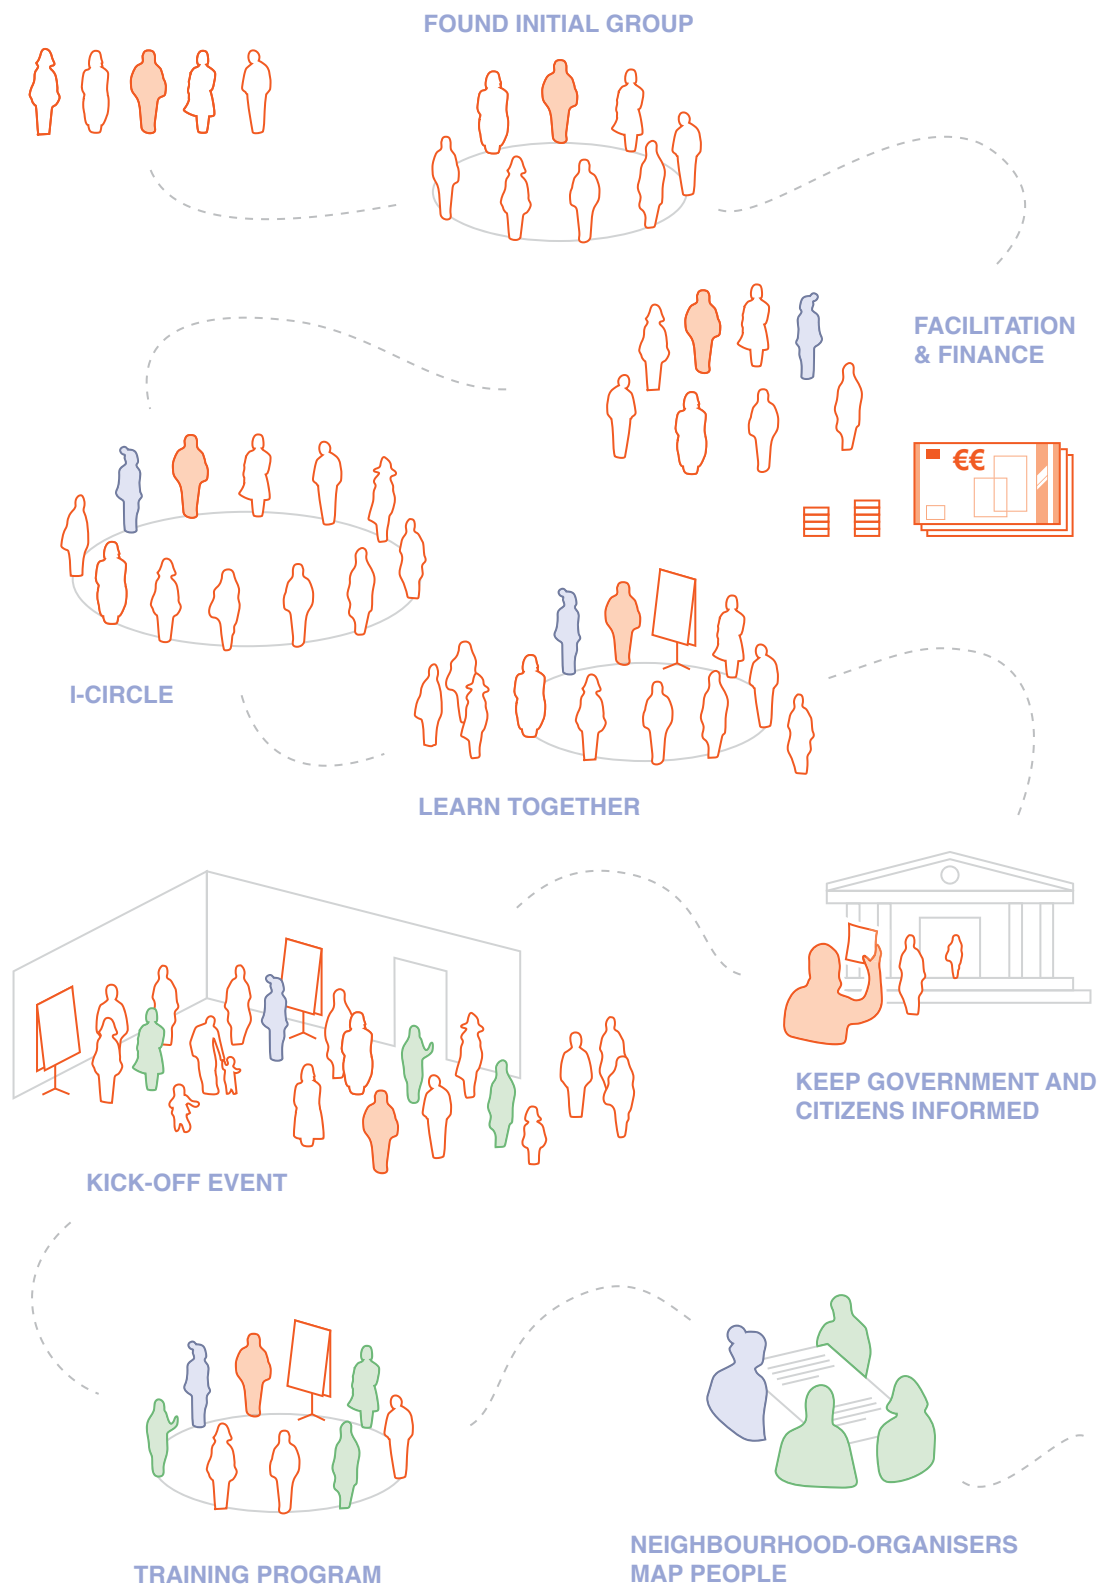 FOUND INITIAL GROUP
FACILITATION
& FINANCE
€€
I-CIRCLE
LEARN TOGETHER
KEEP GOVERNMENT AND
CITIZENS INFORMED
KICK-OFF EVENT
TRAINING PROGRAM
NEIGHBOURHOOD-ORGANISERS
MAP PEOPLE